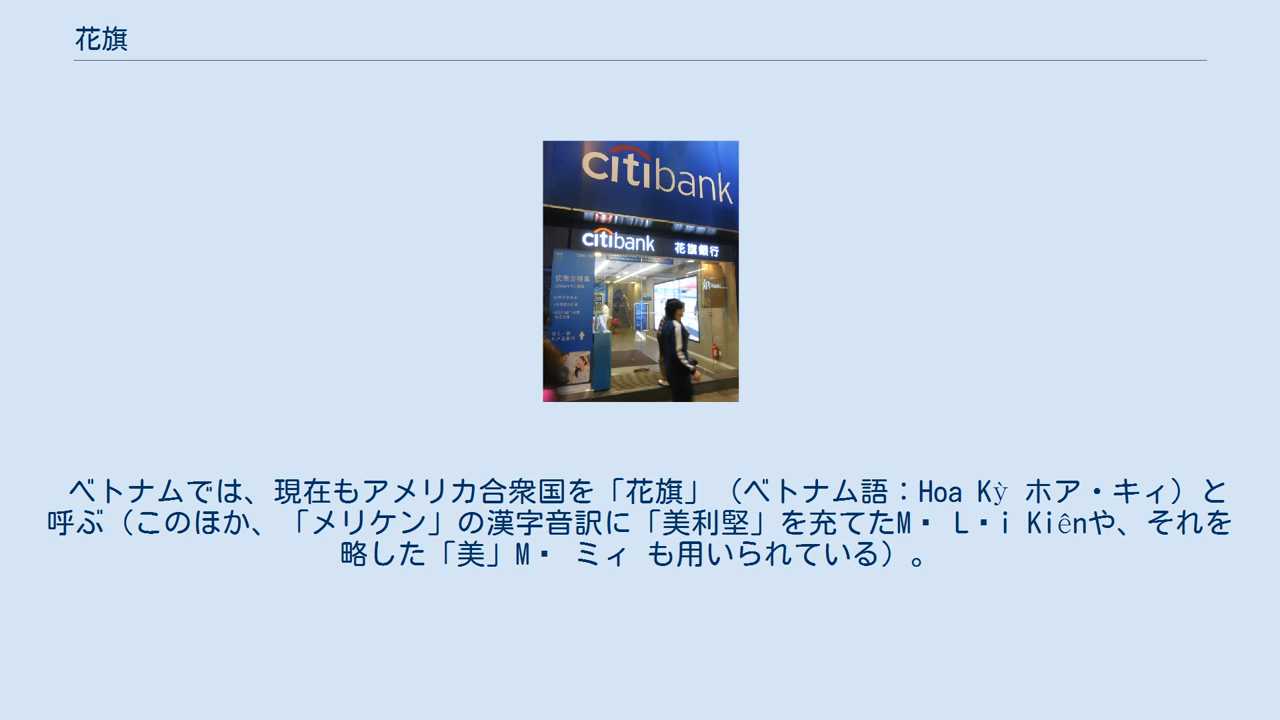 花旗
citibank
citibank 花旗銀行
ベトナムでは、現在もアメリカ合衆国を「花旗」（ベトナム語：Hoa Kỳ ホア・キィ）と
呼ぶ（このほか、「メリケン」の漢字音訳に「美利堅」を充てたM▪ L▪i Kiênや、それを
略した「美」M▪ ミィ も用いられている）。